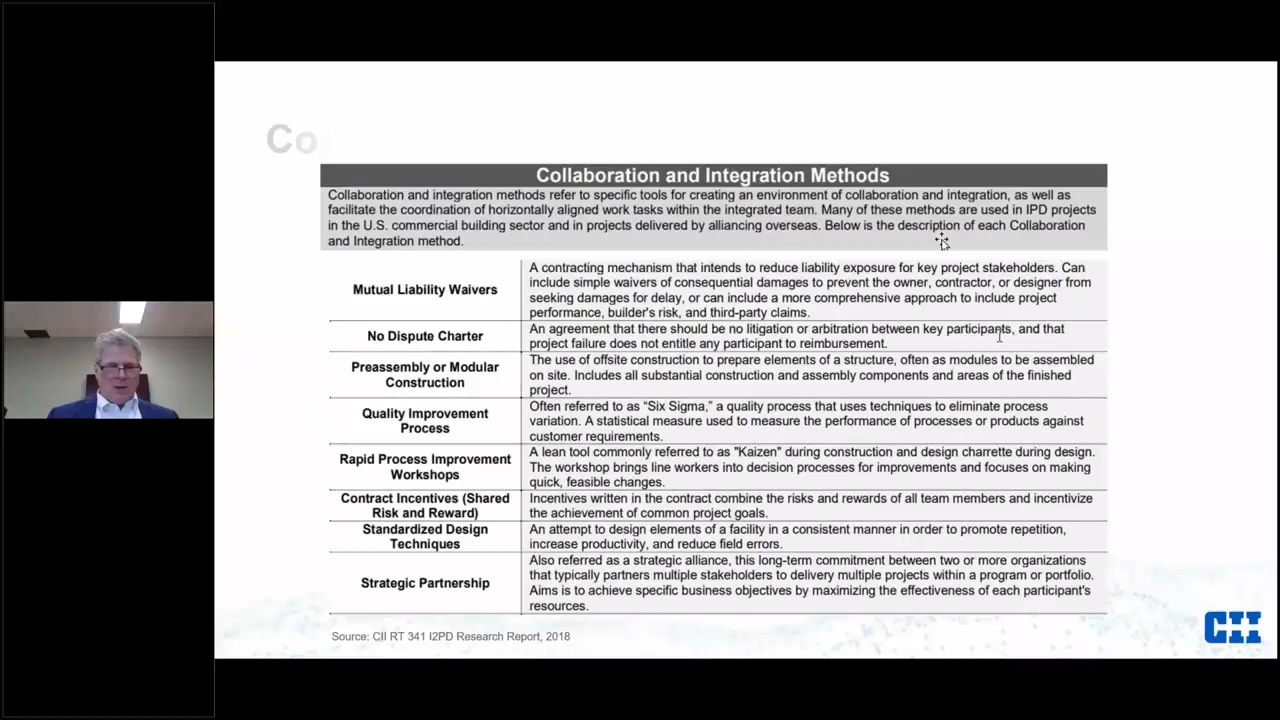 Co
Collaboration and Integration Methods
Collaboration and integration methods refer to specific tools for creating an environment of collaboration and integration, as well as
facilitate the coordination of horizontally aligned work tasks within the integrated team. Many of these methods are used in IPD projects
in the U.S. commercial building sector and in projects delivered by alliancing overseas. Below is the description of each Collaboration
and Integration method.
Mutual Liability Waivers
A contracting mechanism that intends to reduce liability exposure for key project stakeholders. Can
include simple waivers of consequential damages to prevent the owner, contractor, or designer from
seeking damages for delay, or can include a more comprehensive approach to include project
performance, builder's risk, and third-party claims.
No Dispute Charter
An agreement that there should be no litigation or arbitration between key participants, and that
project failure does not entitle any participant to reimbursement.
Preassembly or Modular
Construction
The use of offsite construction to prepare elements of a structure, often as modules to be assembled
on site. Includes all substantial construction and assembly components and areas of the finished
project.
Quality Improvement
Process
Often referred to as “Six Sigma,” a quality process that uses techniques to eliminate process
variation. A statistical measure used to measure the performance of processes or products against
customer requirements.
Rapid Process Improvement
Workshops
A lean tool commonly referred to as "Kaizen" during construction and design charrette during design.
The workshop brings line workers into decision processes for improvements and focuses on making
quick, feasible changes.
Contract Incentives (Shared
Risk and Reward)
Incentives written in the contract combine the risks and rewards of all team members and incentivize
the achievement of common project goals.
Standardized Design
Techniques
An attempt to design elements of a facility in a consistent manner in order to promote repetition,
increase productivity, and reduce field errors.
Strategic Partnership
Also referred as a strategic alliance, this long-term commitment between two or more organizations
that typically partners multiple stakeholders to delivery multiple projects within a program or portfolio.
Aims is to achieve specific business objectives by maximizing the effectiveness of each participant's
resources.
Source: CII RT 341 I2PD Research Report, 2018
CII